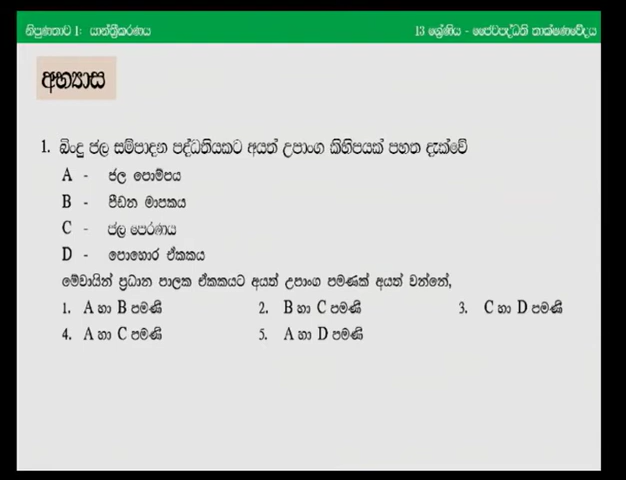 නිපුණතාව 1: යාන්ත්‍රීකරණය
13 ශ්‍රේණිය - ජෛවපද්ධති තාක්ෂණවේදය
අභ්‍යාස
1. බිංදු ජල සම්පාදන පද්ධතියකට අයත් උපාංග කිහිපයක් පහත දැක්වේ
A - ජල පොම්පය
B - පීඩන මාපකය
C - ජල පෙරණය
D - පොහොර ඒකකය
මේවායින් ප්‍රධාන පාලක ඒකකයට අයත් උපාංග පමණක් අයත් වන්නේ,
1. A හා B පමණි 2. B හා C පමණි 3. C හා D පමණි
4. A හා C පමණි 5. A හා D පමණි